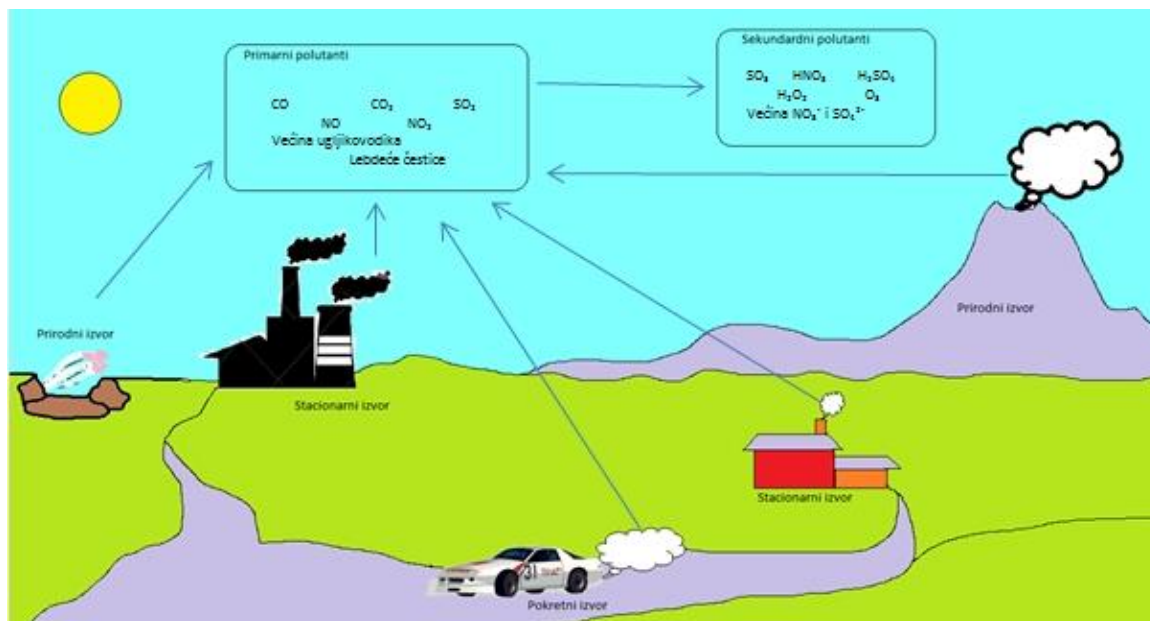 Primarni polutanti
CO CO₂ SO₂
NO NO₂
Većina ugljikovodika
Lebdeće čestice
Sekundardni polutanti
SO₃ HNO₃ H₂SO₄
H₂O₂ O₃
Većina NO₃⁻ i SO₄²⁻
Prirodni izvor
Prirodni izvor
Stacionarni izvor
Stacionarni izvor
31
Pokretni izvor